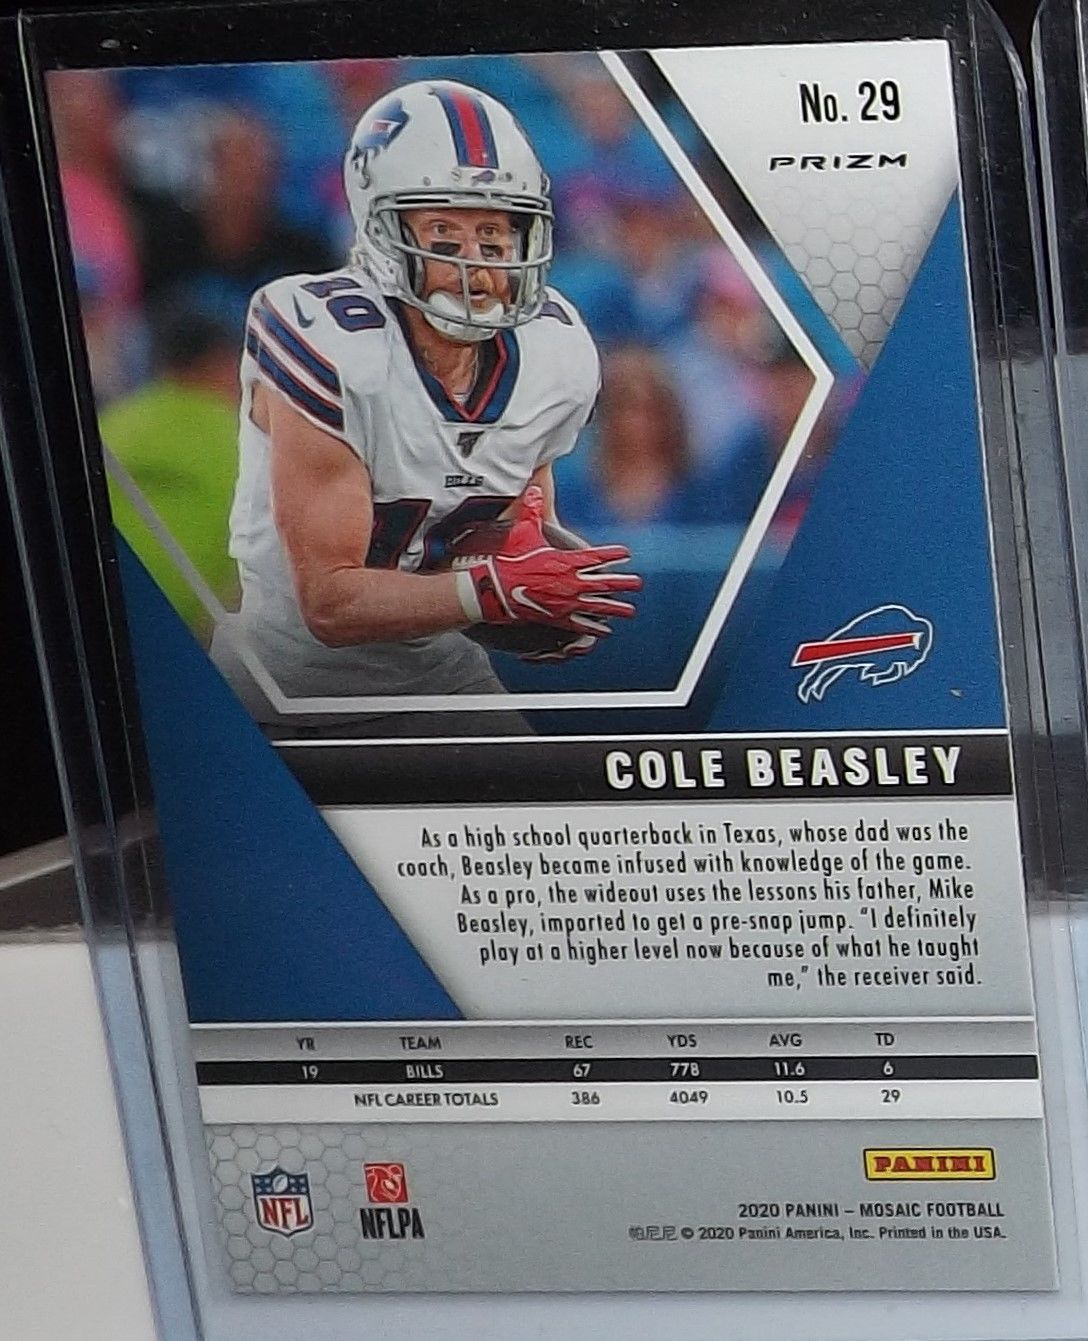 No. 29
PRIZM
10
BILLS
10
COLE BEASLEY
As a high school quarterback in Texas, whose dad was the
coach, Beasley became infused with knowledge of the game.
As a pro, the wideout uses the lessons his father, Mike
Beasley, imparted to get a pre-snap jump. "I definitely
play at a higher level now because of what he taught
me," the receiver said.
YR TEAM REC YDS AVG TD
19 BILLS 67 778 11.6 6
NFL CAREER TOTALS 386 4049 10.5 29
PANINI
NFL
NFLPA
2020 PANINI – MOSAIC FOOTBALL
© 2020 Panini America, Inc. Printed in the USA.